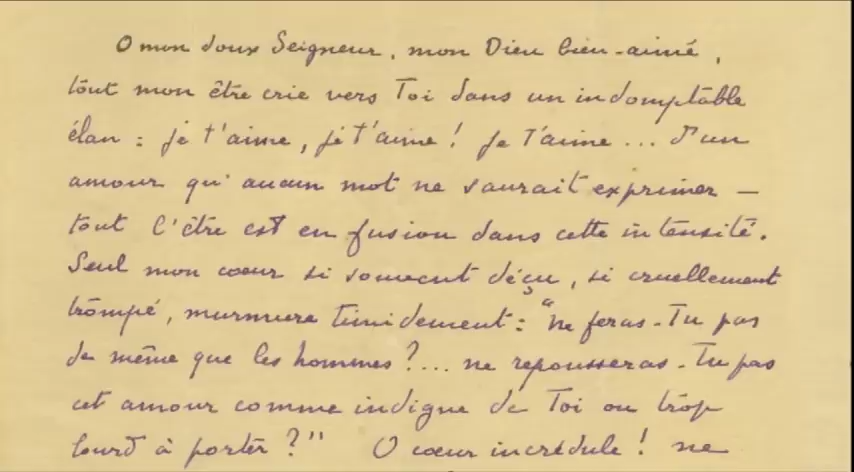 O mon doux Seigneur, mon Dieu bien-aimé,
tout mon être crie vers Toi dans un indomptable
élan : je t'aime, je t'aime ! Je T'aime ... d'un
amour qu'aucun mot ne saurait exprimer —
tout l'être est en fusion dans cette intensité.
Seul mon coeur si souvent déçu, si cruellement
trompé, murmure timidement : "ne feras-Tu pas
de même que les hommes ?... ne repousseras-Tu pas
cet amour comme indigne de Toi ou trop
lourd à porter ?" O coeur incrédule ! ne